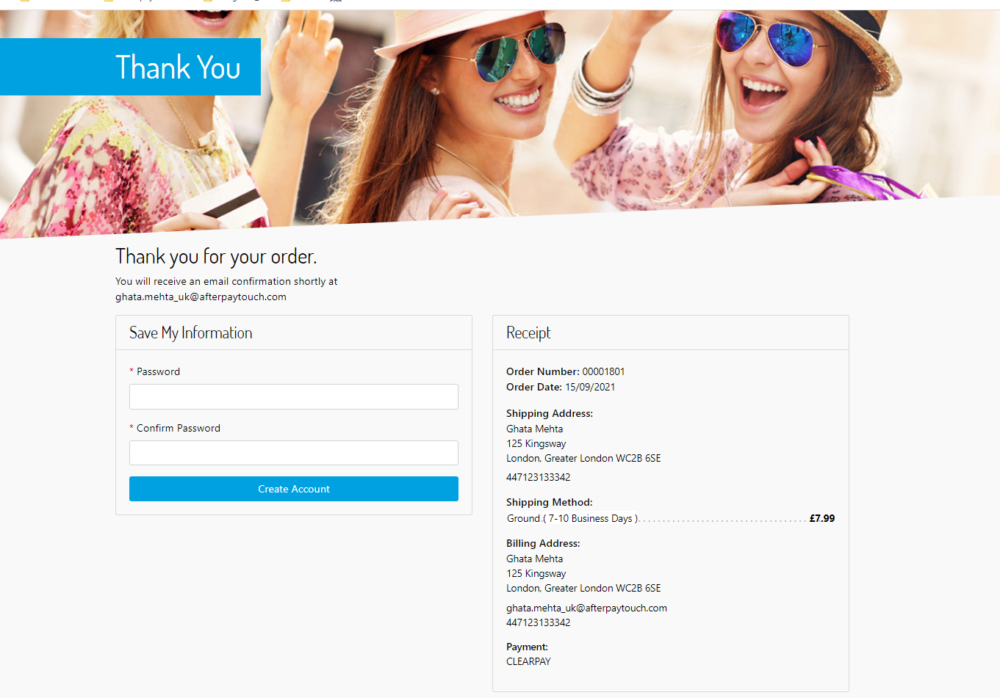 Thank You
Thank you for your order.
You will receive an email confirmation shortly at
ghata.mehta_uk@afterpaytouch.com
Save My Information
* Password
* Confirm Password
Create Account
Receipt
Order Number: 00001801
Order Date: 15/09/2021
Shipping Address:
Ghata Mehta
125 Kingsway
London, Greater London WC2B 6SE
447123133342
Shipping Method:
Ground ( 7-10 Business Days ) £7.99
Billing Address:
Ghata Mehta
125 Kingsway
London, Greater London WC2B 6SE
ghata.mehta_uk@afterpaytouch.com
447123133342
Payment:
CLEARPAY